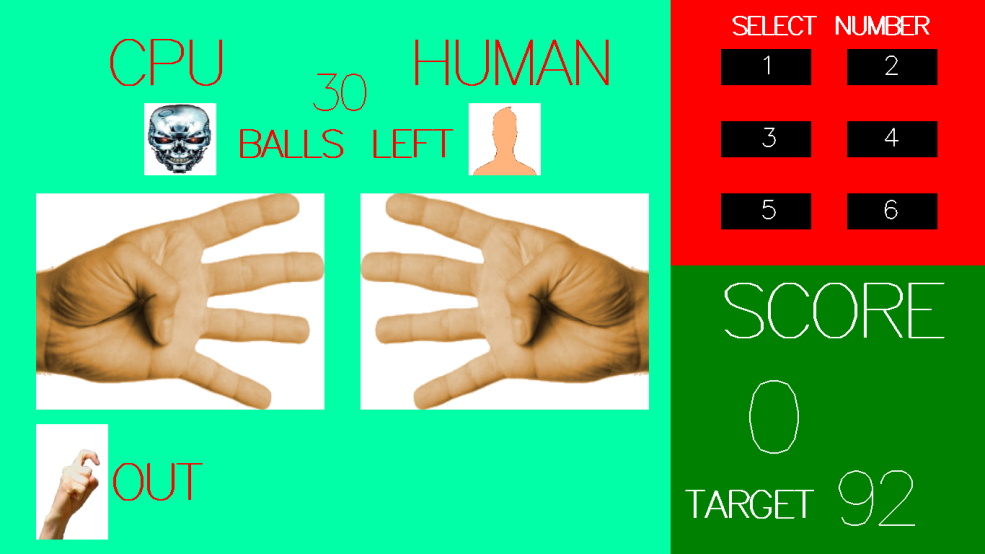 CPU
HUMAN
30
BALLS LEFT
OUT
SELECT NUMBER
1
2
3
4
5
6
SCORE
0
TARGET 92